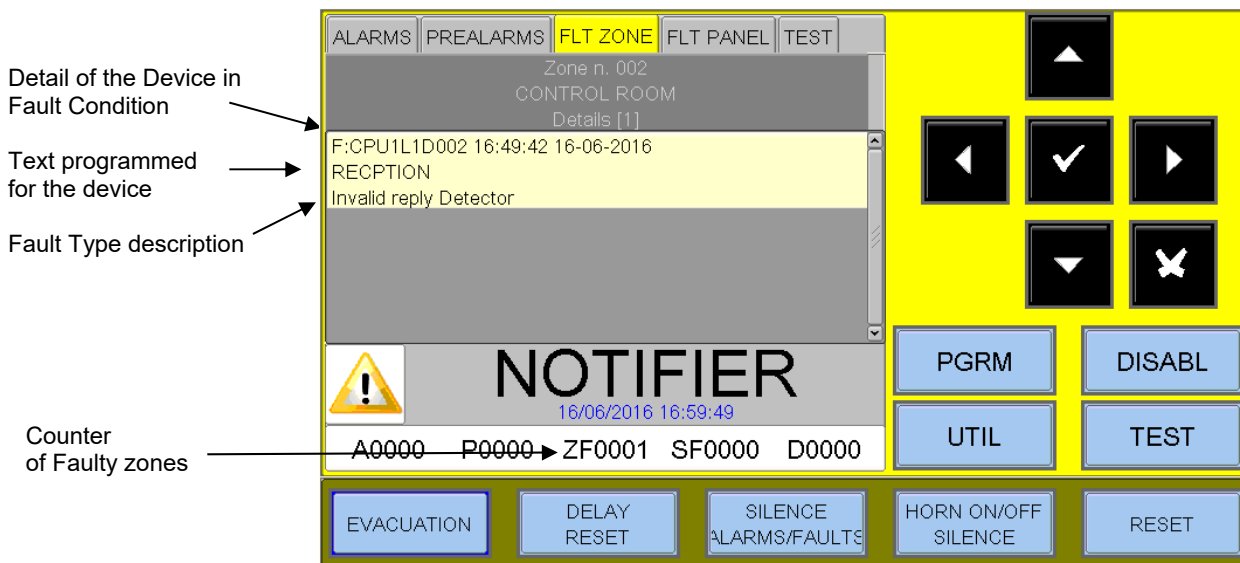 Detail of the Device in
Fault Condition
Text programmed
for the device
Fault Type description
Counter
of Faulty zones
ALARMS PREALARMS FLT ZONE FLT PANEL TEST
Zone n. 002
CONTROL ROOM
Details [1]
F:CPU1L1D002 16:49:42 16-06-2016
RECPTION
Invalid reply Detector
NOTIFIER
16/06/2016 16:59:49
A0000 P0000 ZF0001 SF0000 D0000
PGRM DISABL
UTIL TEST
EVACUATION
DELAY
RESET
SILENCE
ALARMS/FAULTS
HORN ON/OFF
SILENCE
RESET